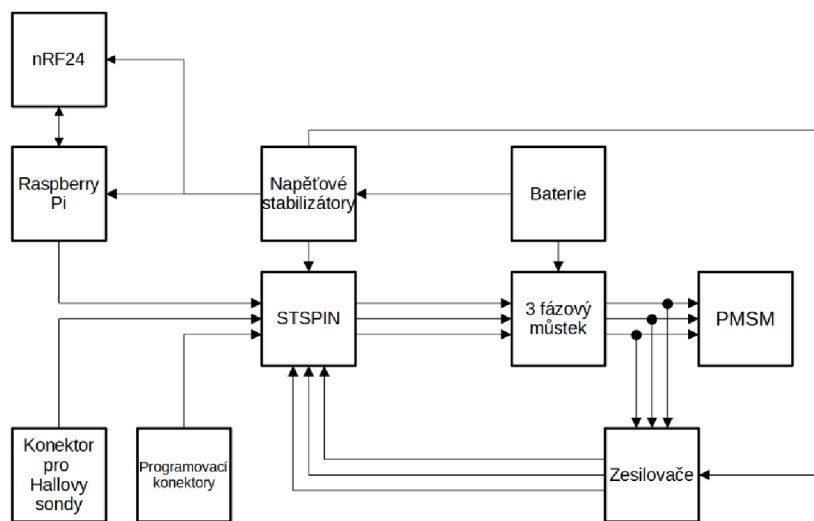 nRF24
Raspberry
Pi
Napěťové
stabilizátory
Baterie
STSPIN
3 fázový
můstek
PMSM
Konektor
pro
Hallovy
sondy
Programovací
konektory
Zesilovače